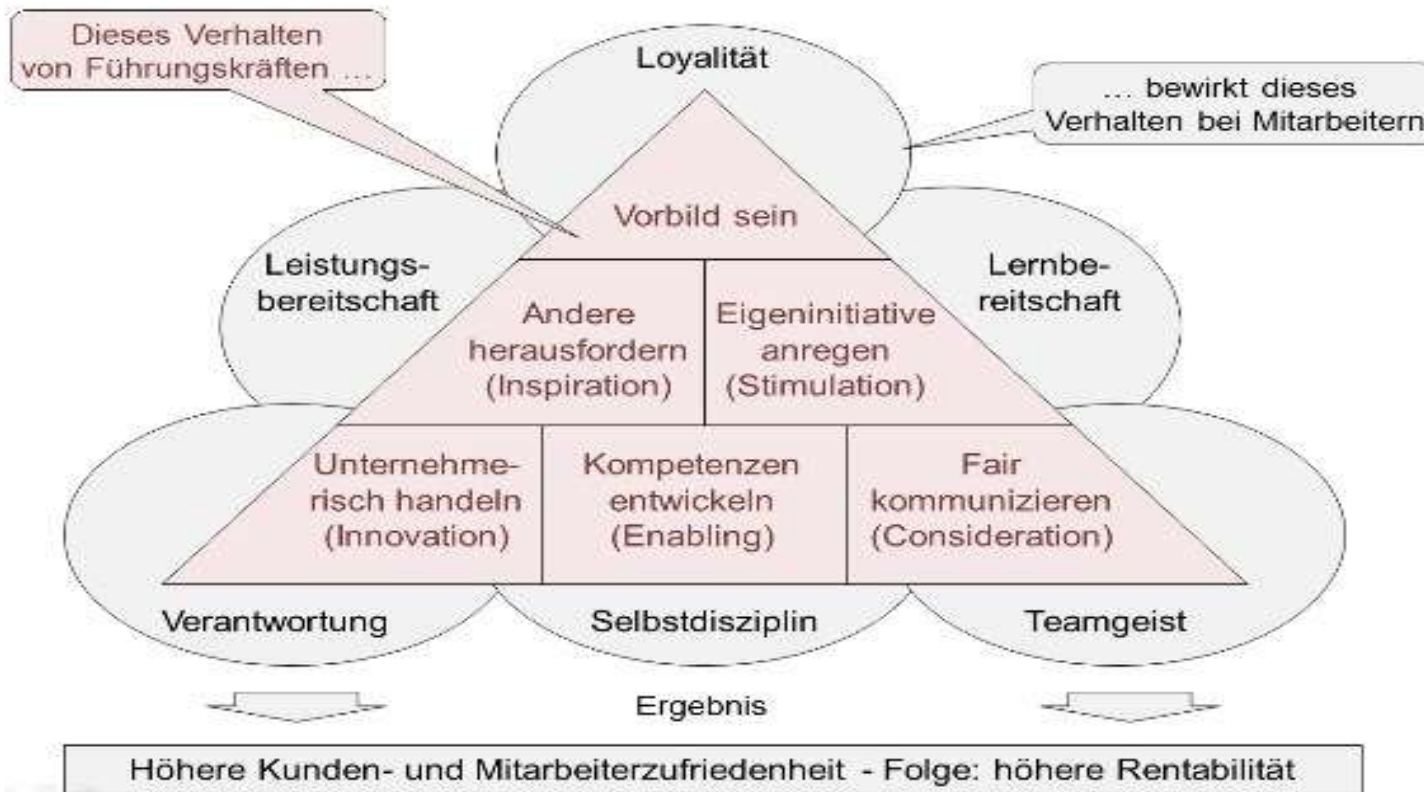 Dieses Verhalten
von Führungskräften ...
Loyalität
... bewirkt dieses
Verhalten bei Mitarbeitern
Vorbild sein
Leistungs-
bereitschaft
Lernbe-
reitschaft
Andere
herausfordern
(Inspiration)
Eigeninitiative
anregen
(Stimulation)
Unternehme-
risch handeln
(Innovation)
Kompetenzen
entwickeln
(Enabling)
Fair
kommunizieren
(Consideration)
Verantwortung
Selbstdisziplin
Teamgeist
Ergebnis
Höhere Kunden- und Mitarbeiterzufriedenheit - Folge: höhere Rentabilität